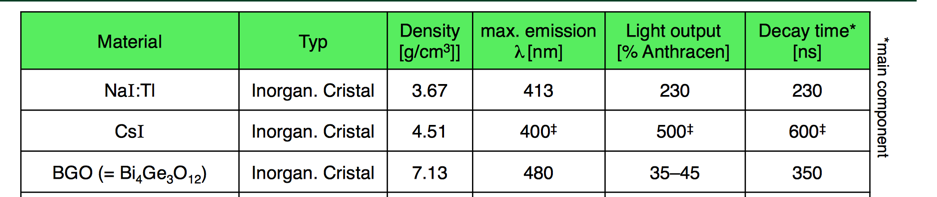 Material Typ Density [g/cm³]] max. emission λ [nm] Light output [% Anthracen] Decay time* [ns]
NaI:Tl Inorgan. Cristal 3.67 413 230 230
CsI Inorgan. Cristal 4.51 400‡ 500‡ 600‡
BGO (= Bi₄Ge₃O₁₂) Inorgan. Cristal 7.13 480 35–45 350
*main component